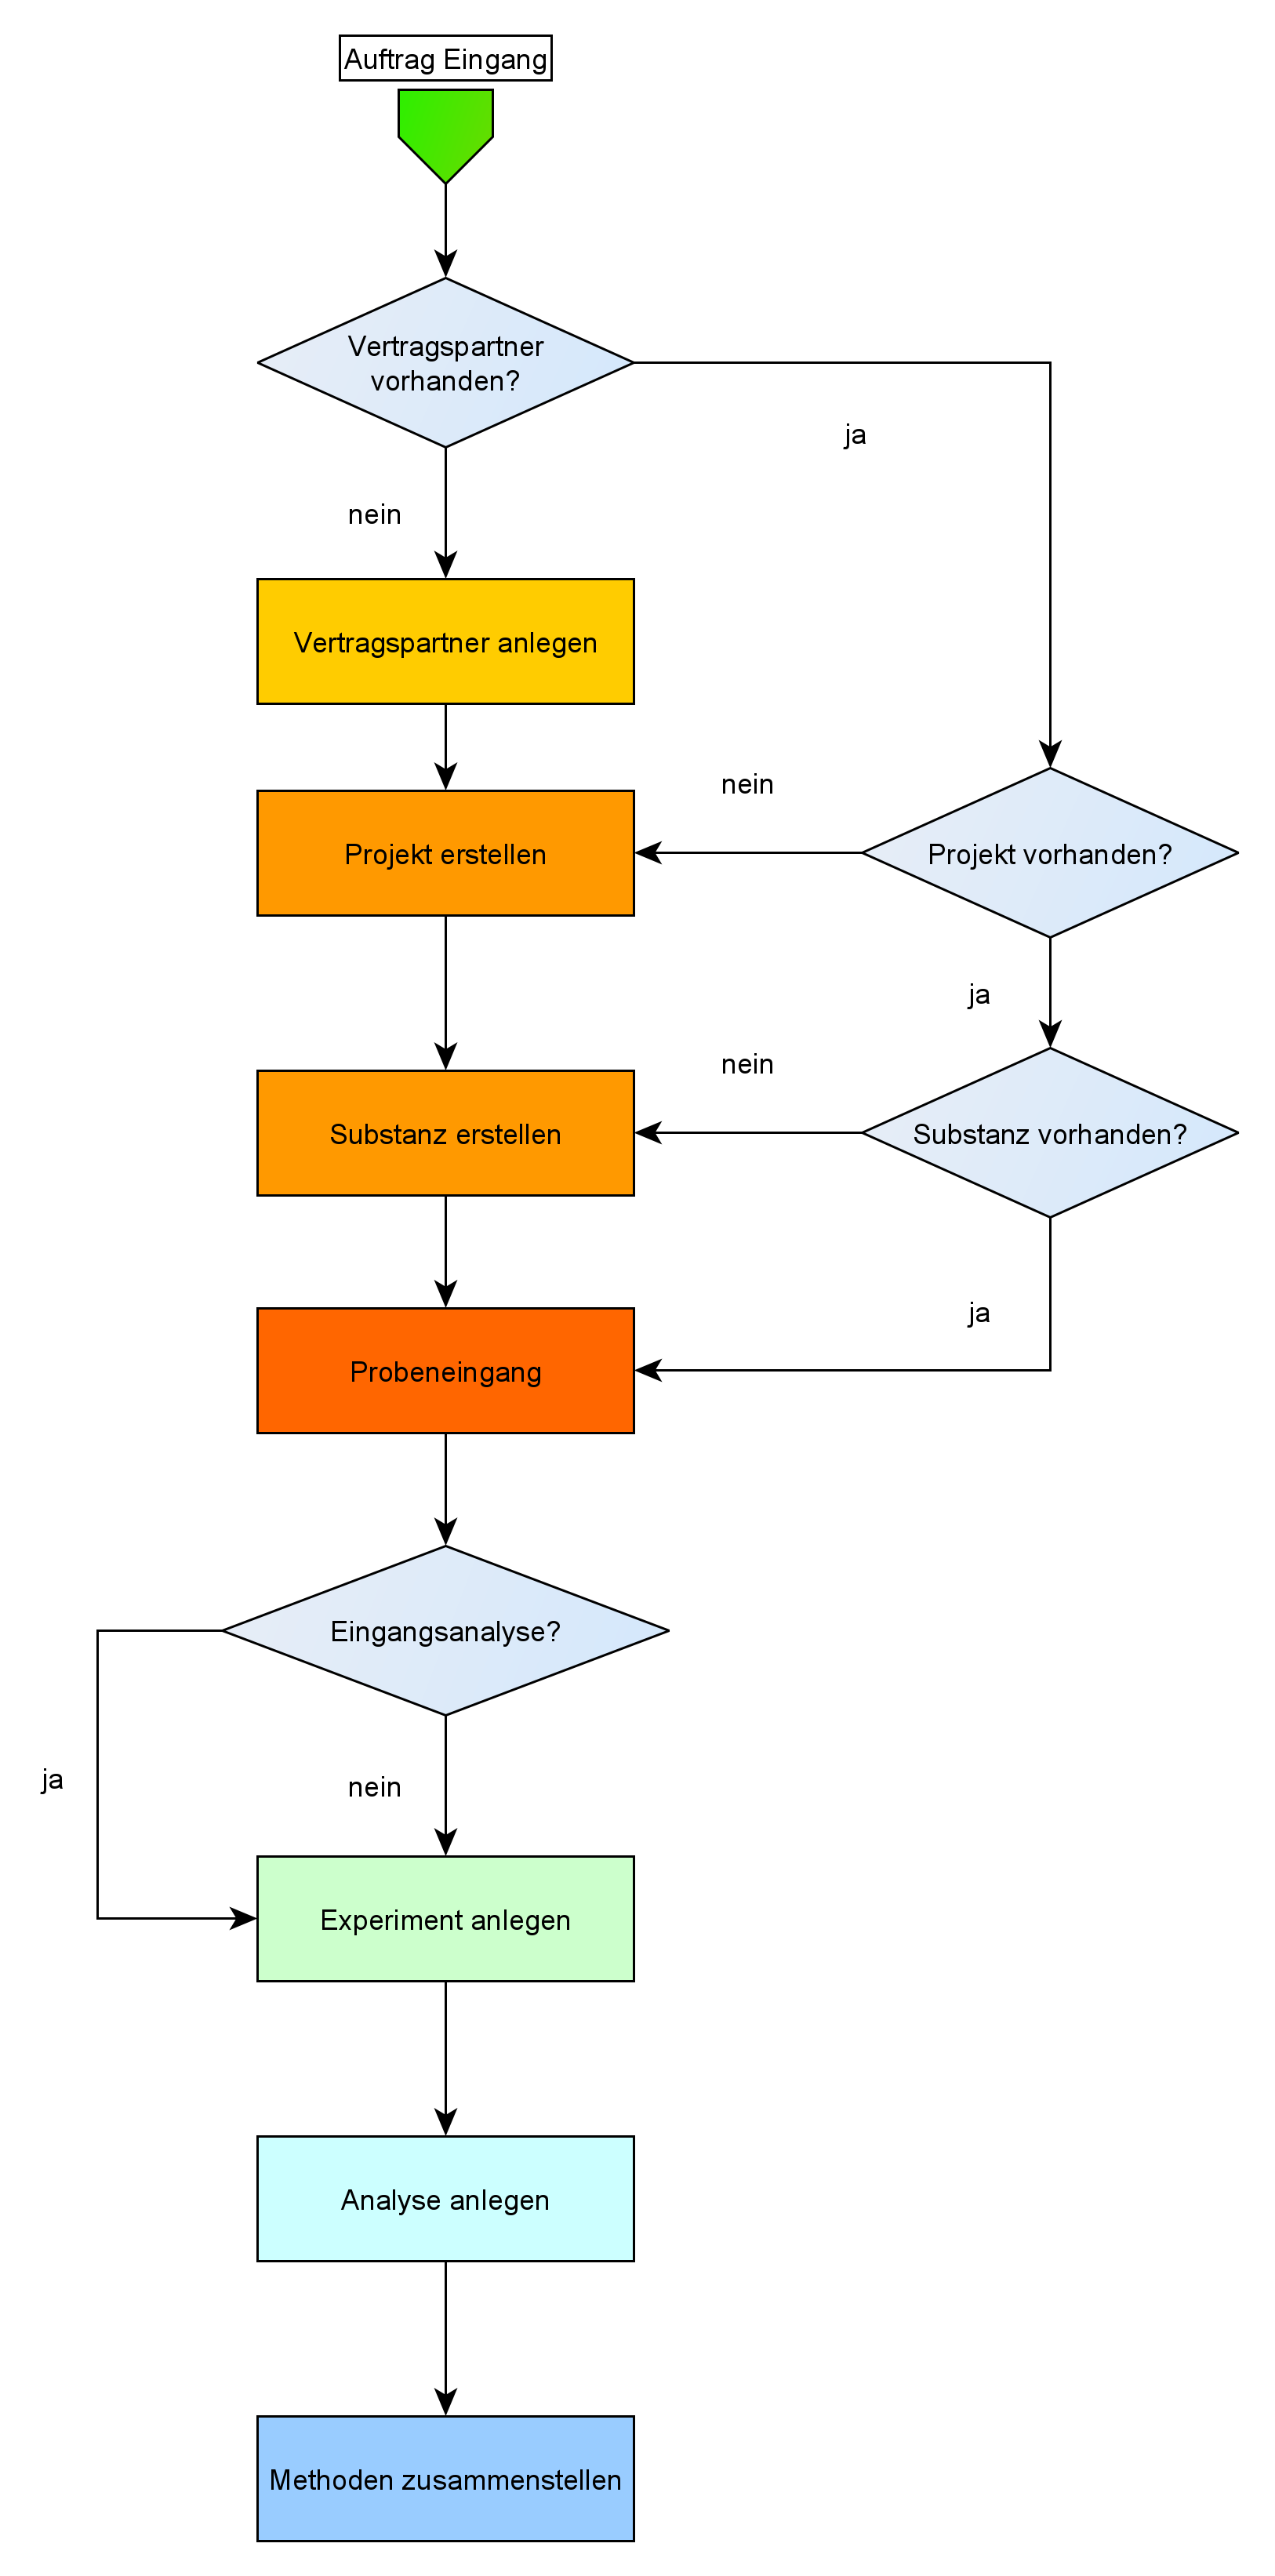 Auftrag Eingang
Vertragspartner
vorhanden?
ja
nein
Vertragspartner anlegen
nein
Projekt erstellen
Projekt vorhanden?
ja
nein
Substanz erstellen
Substanz vorhanden?
ja
Probeneingang
Eingangsanalyse?
ja
nein
Experiment anlegen
Analyse anlegen
Methoden zusammenstellen